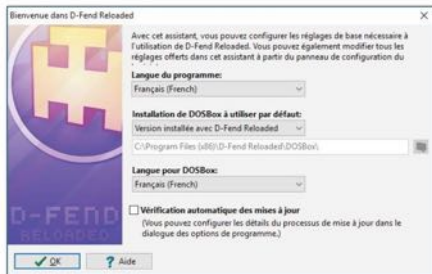 Bienvenue dans D-Fend Reloaded
Avec cet assistant, vous pouvez configurer les réglages de base nécessaire à
l'utilisation de D-Fend Reloaded. Vous pouvez également modifier tous les
réglages offerts dans cet assistant à partir du panneau de configuration du
Langue du programme:
Français (French)
Installation de DOSBox à utiliser par défaut:
Version installée avec D-Fend Reloaded
C:\Program Files (x86)\D-Fend Reloaded\DOSBox\
Langue pour DOSBox:
Français (French)
Vérification automatique des mises à jour
(Vous pouvez configurer les détails du processus de mise à jour dans le
dialogue des options de programme.)
D-FEND
RELOADED
OK
? Aide